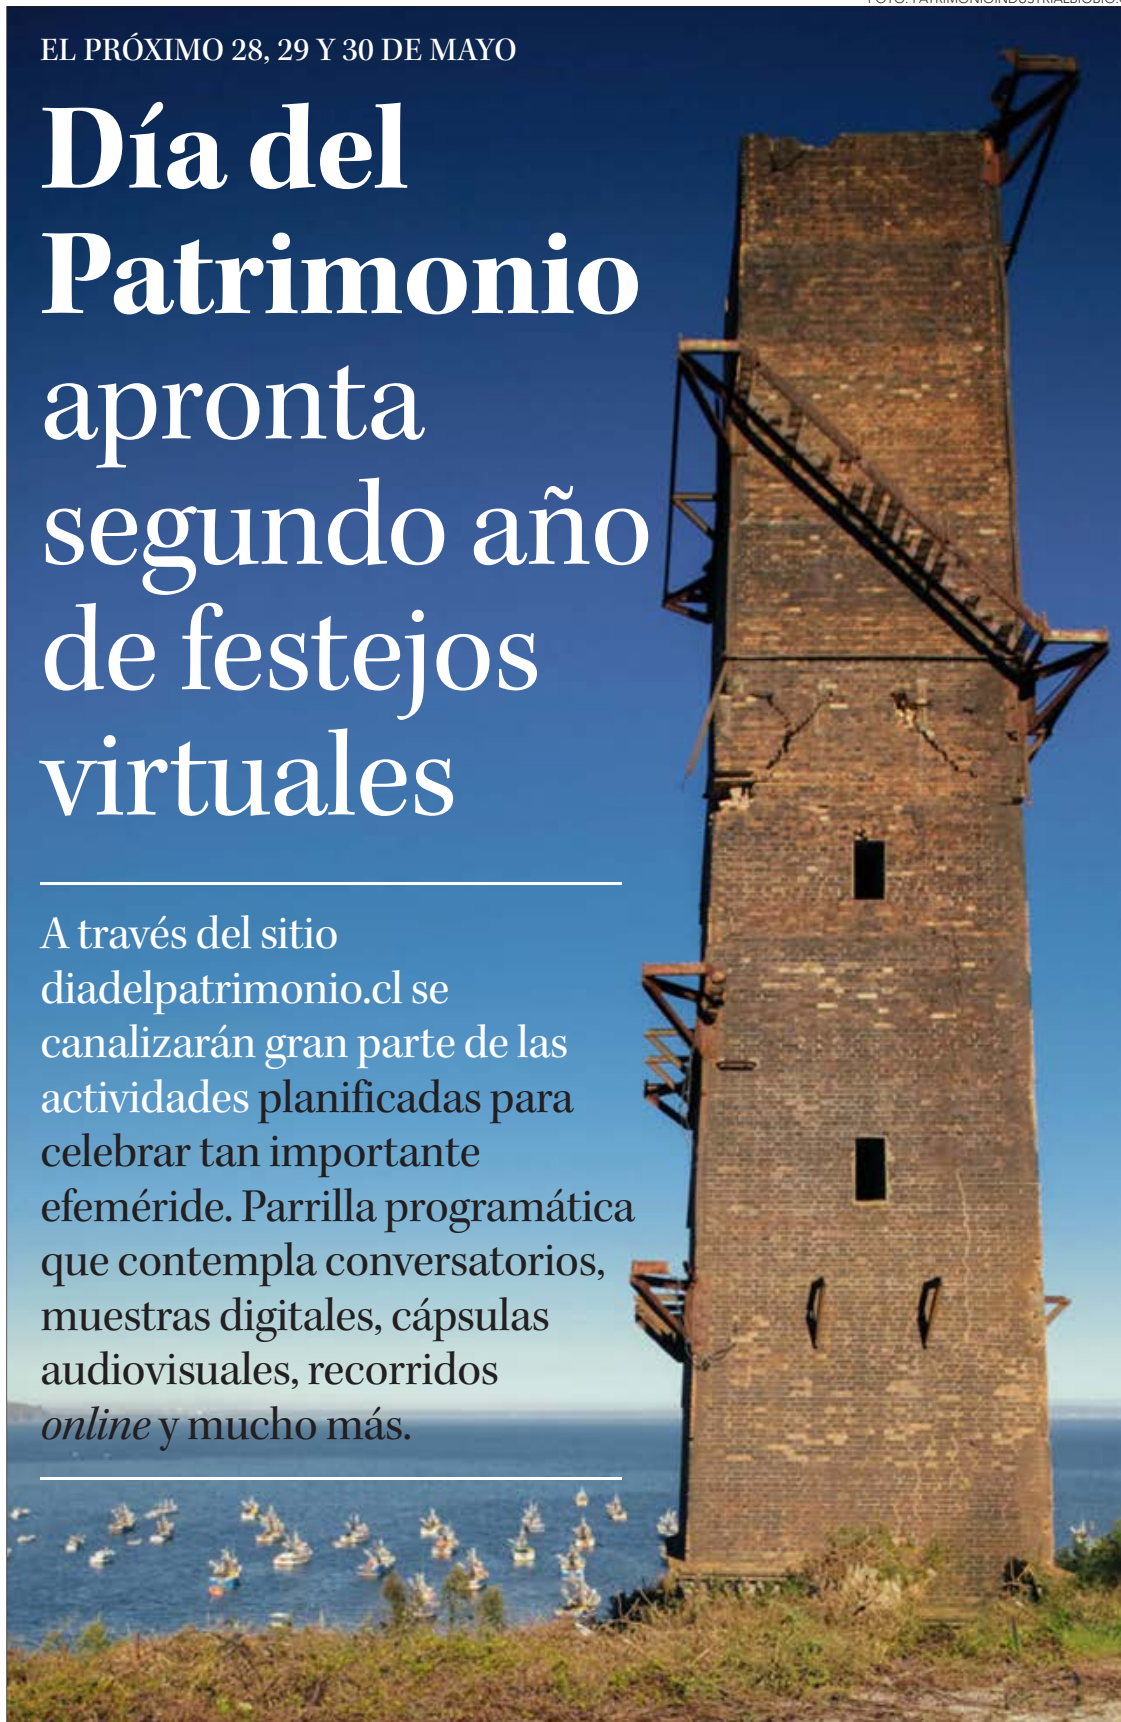 EL PRÓXIMO 28, 29 Y 30 DE MAYO
Día del
Patrimonio
apronta
segundo año
de festejos
virtuales
A través del sitio
diadelpatrimonio.cl se
canalizarán gran parte de las
actividades planificadas para
celebrar tan importante
efeméride. Parrilla programática
que contempla conversatorios,
muestras digitales, cápsulas
audiovisuales, recorridos
online y mucho más.